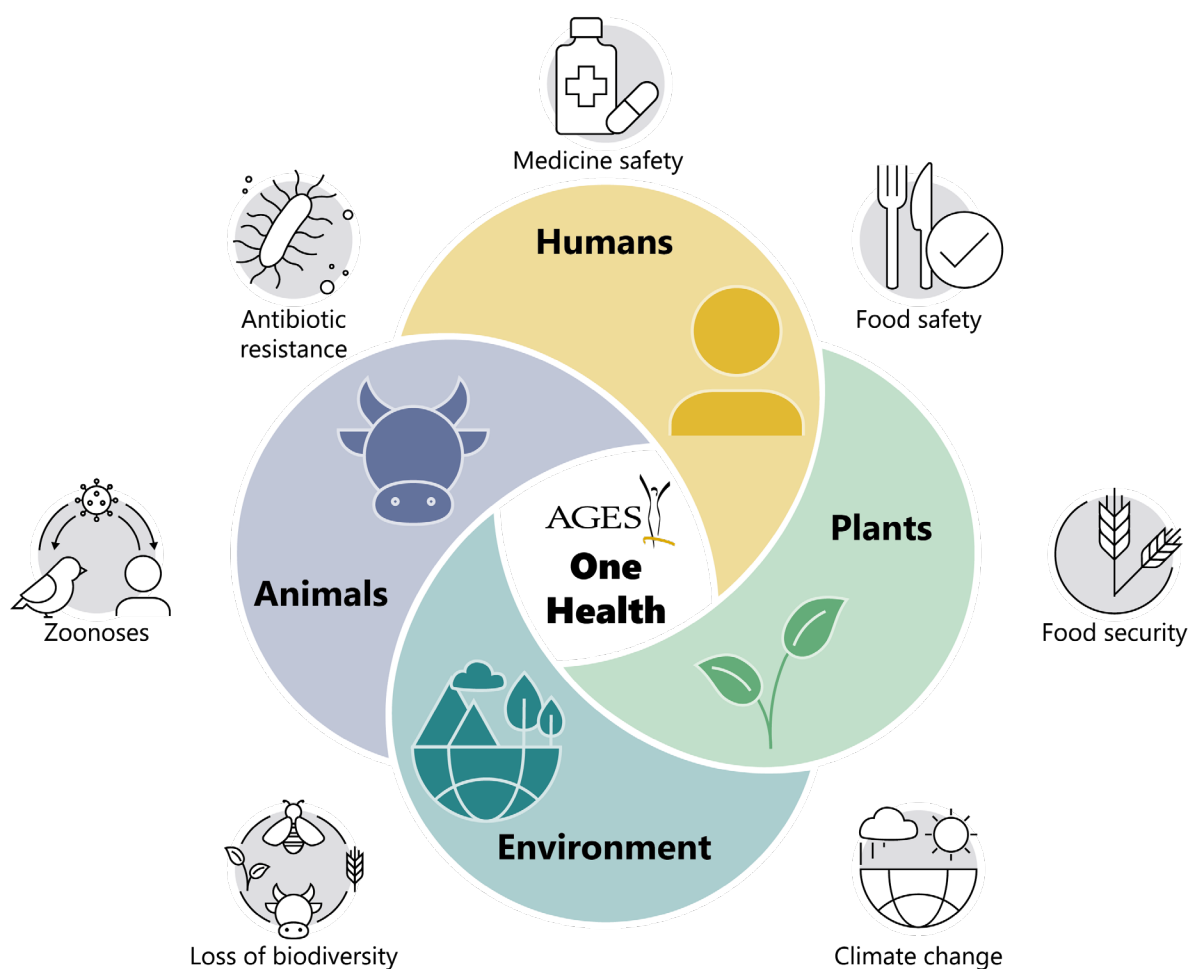 Medicine safety
Humans
Antibiotic
resistance
Food safety
Animals
AGES
One
Health
Plants
Zoonoses
Food security
Environment
Loss of biodiversity
Climate change